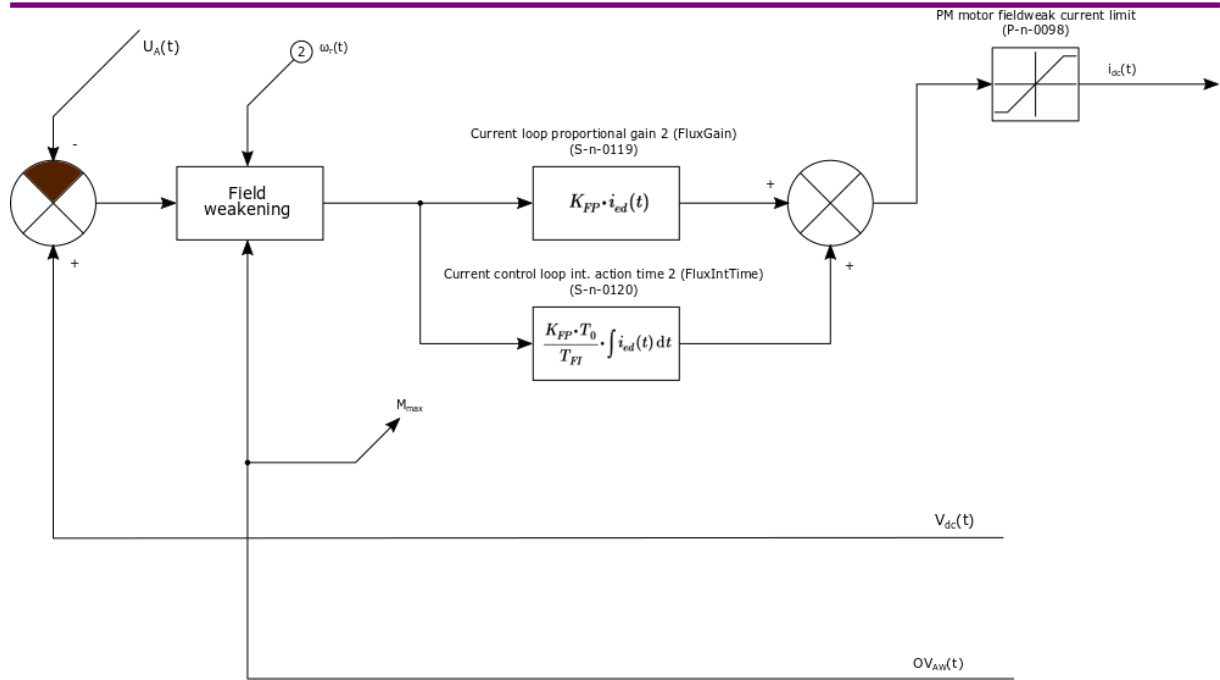 PM motor fieldweak current limit
(P-n-0098)
U_A(t)
2 ω_r(t)
i_dc(t)
-
Current loop proportional gain 2 (FluxGain)
(S-n-0119)
Field
weakening
K_FP · i_ed(t)
+
+
+
Current control loop int. action time 2 (FluxIntTime)
(S-n-0120)
K_FP · T_0 / T_FI · ∫ i_ed(t) dt
M_max
V_dc(t)
OV_AW(t)